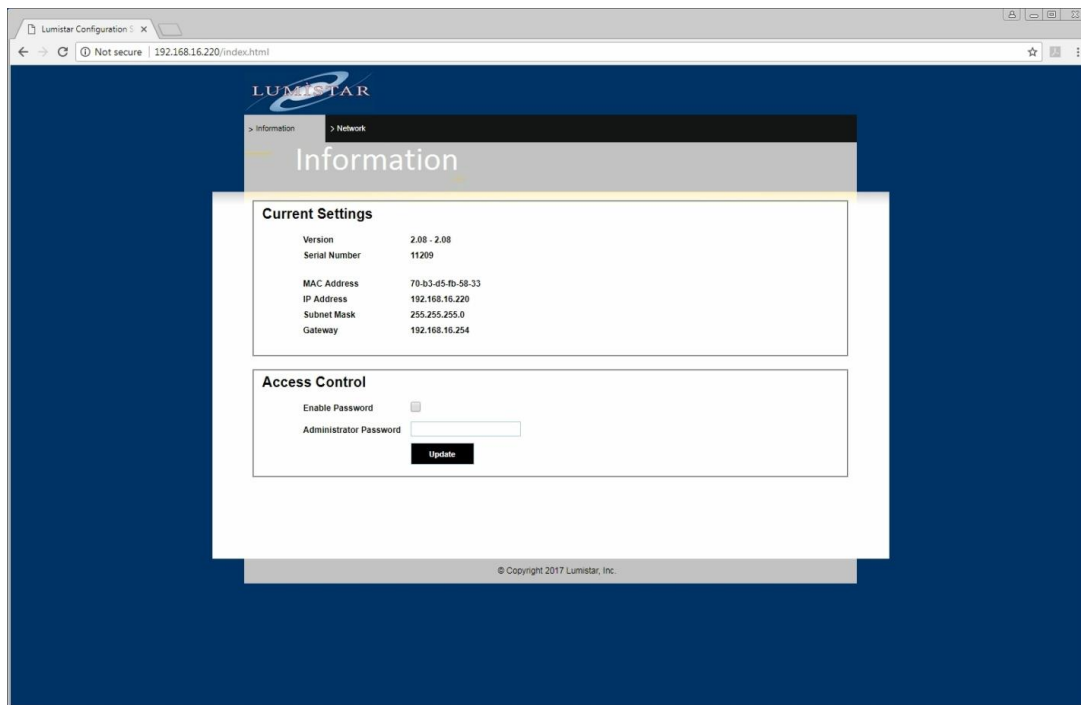 Lumistar Configuration S
Not secure | 192.168.16.220/index.html
LUMISTAR
> Information > Network
Information
Current Settings
Version 2.08 - 2.08
Serial Number 11209
MAC Address 70-b3-d5-fb-58-33
IP Address 192.168.16.220
Subnet Mask 255.255.255.0
Gateway 192.168.16.254
Access Control
Enable Password
Administrator Password
Update
© Copyright 2017 Lumistar, Inc.